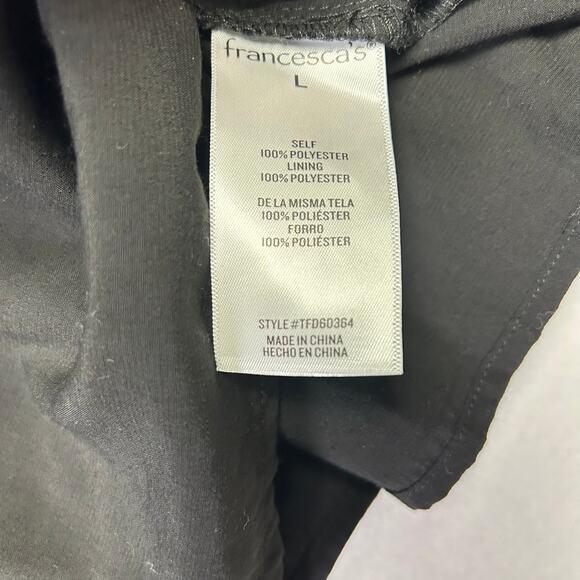 francesca's®
L
SELF
100% POLYESTER
LINING
100% POLYESTER
DE LA MISMA TELA
100% POLIÉSTER
FORRO
100% POLIÉSTER
STYLE#TFD60364
MADE IN CHINA
HECHO EN CHINA